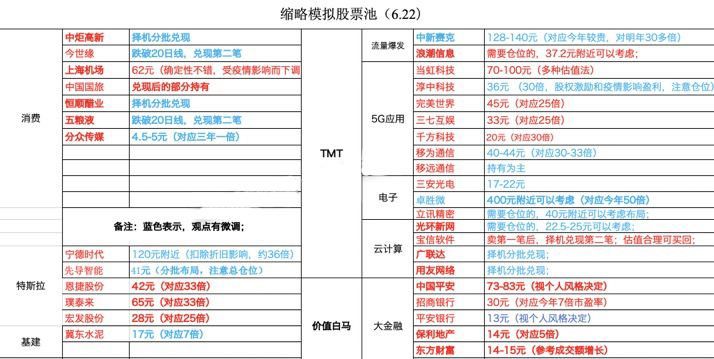 缩略模拟股票池（6.22）
消费
中炬高新 择机分批兑现
今世缘 跌破20日线，兑现第二笔
上海机场 62元（确定性不错，受疫情影响而下调
中国国旅 兑现后的部分持有
恒顺醋业 择机分批兑现
五粮液 跌破20日线，兑现第二笔
分众传媒 4.5-5元（对应三年一倍）
备注：蓝色表示，观点有微调；
特斯拉
宁德时代 120元附近（扣除折旧影响，约36倍）
先导智能 41元（分批布局，注意总仓位）
恩捷股份 42元（对应33倍）
璞泰来 65元（对应33倍）
宏发股份 28元（对应25倍）
基建
冀东水泥 17元（对应7倍）
TMT
流量爆发
中新赛克 128-140元（对应今年较贵，对明年30多倍）
浪潮信息 需要仓位的，37.2元附近可以考虑；
5G应用
当虹科技 70-100元（多种估值法）
淳中科技 36元 （30倍，股权激励和疫情影响盈利，注意仓位）
完美世界 45元（对应25倍）
三七互娱 33元（对应25倍）
千方科技 20元（对应30倍）
移为通信 40-44元（对应30-33倍）
移远通信 持有为主
电子
三安光电 17-22元
卓胜微 400元附近可以考虑（对应今年50倍）
立讯精密 需要仓位的，40元附近可以考虑布局；
云计算
光环新网 需要仓位的，22.5-25元可以考虑；
宝信软件 卖第一笔后，择机兑现第二笔；估值合理可买回；
广联达 择机分批兑现；
用友网络 择机分批兑现；
价值白马
大金融
中国平安 73-83元（视个人风格决定）
招商银行 30元（对应今年7倍市盈率）
平安银行 13元（视个人风格决定）
保利地产 14元（对应5倍）
东方财富 14-15元（参考成交额增长）